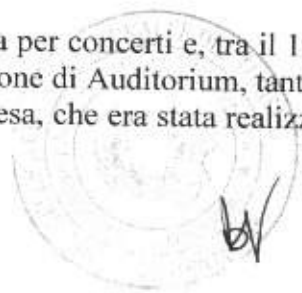 a per concerti e, tra il 1
one di Auditorium, tant
esa, che era stata realizz